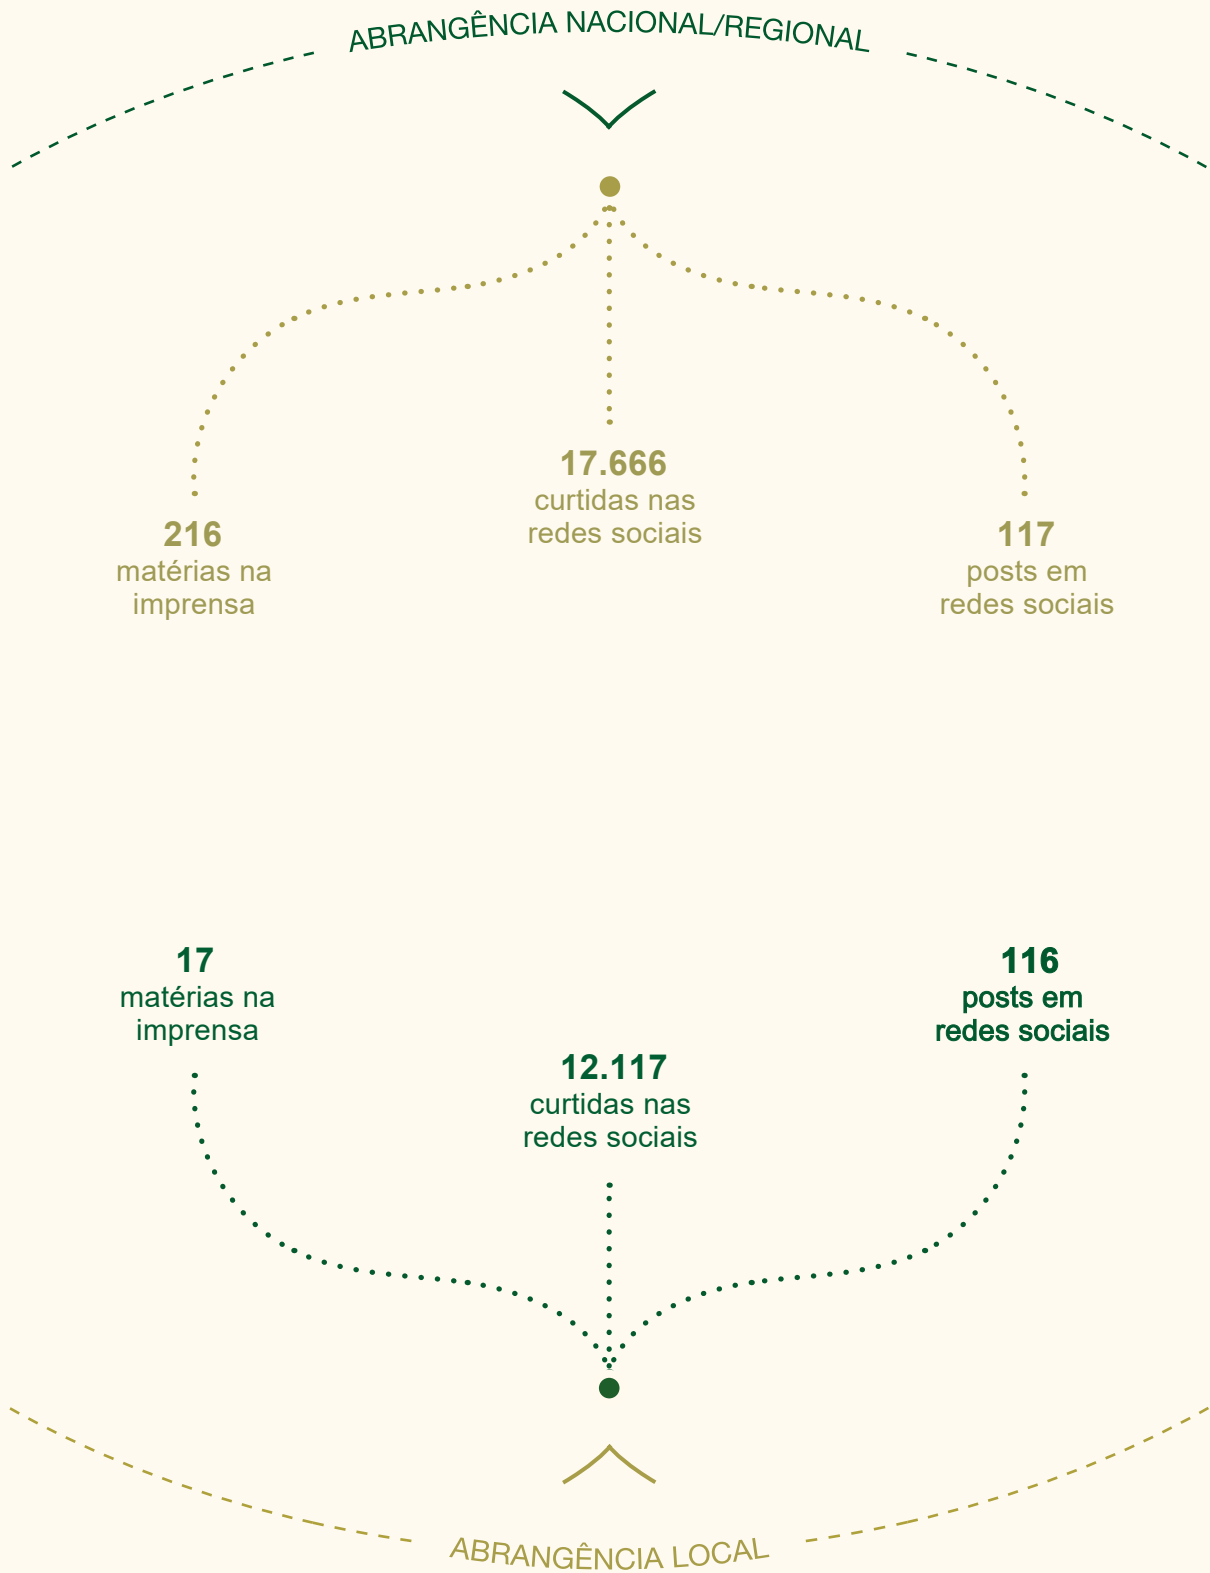 ABRANGÊNCIA NACIONAL/REGIONAL
17.666
curtidas nas
redes sociais
216
matérias na
imprensa
117
posts em
redes sociais
17
matérias na
imprensa
116
posts em
redes sociais
12.117
curtidas nas
redes sociais
ABRANGÊNCIA LOCAL